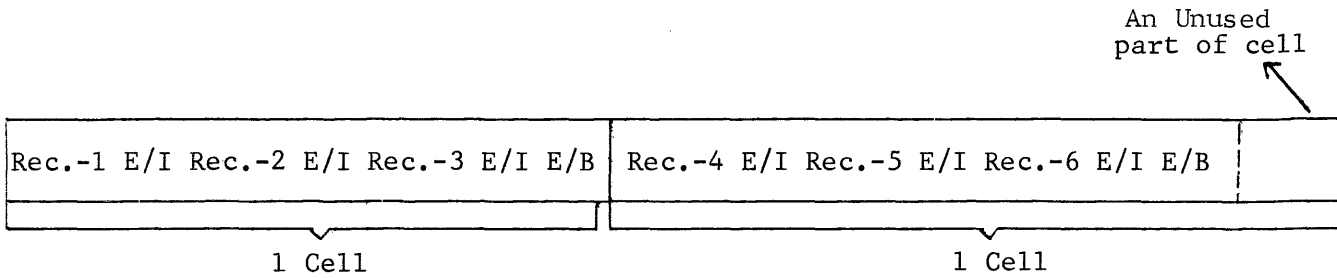 An Unused
part of cell
Rec.-1 E/I Rec.-2 E/I Rec.-3 E/I E/B Rec.-4 E/I Rec.-5 E/I Rec.-6 E/I E/B
1 Cell 1 Cell